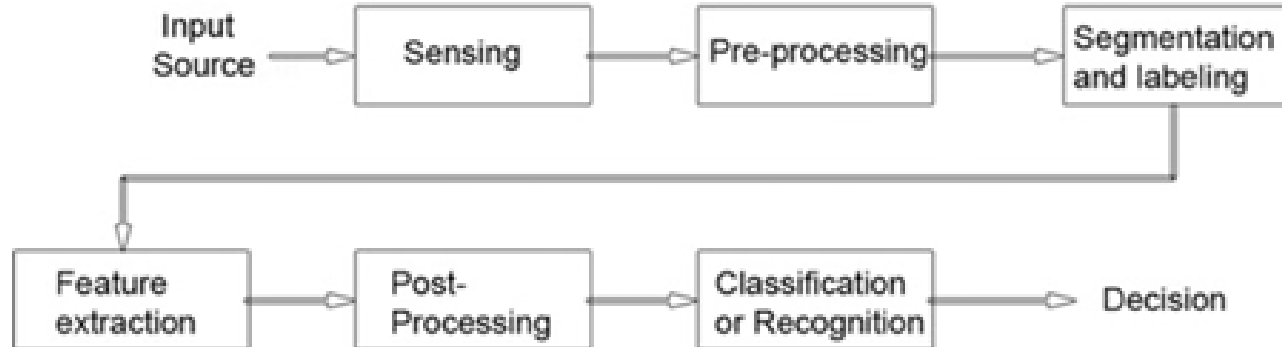 Input
Source
Sensing
Pre-processing
Segmentation
and labeling
Feature
extraction
Post-
Processing
Classification
or Recognition
Decision